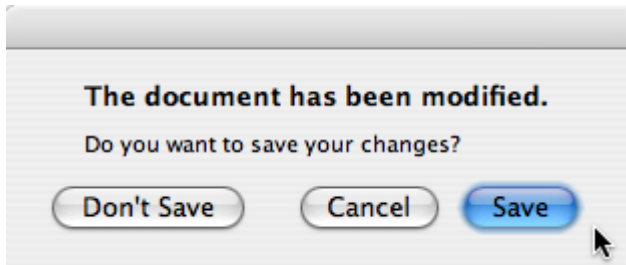 The document has been modified.
Do you want to save your changes?
Don't Save Cancel Save